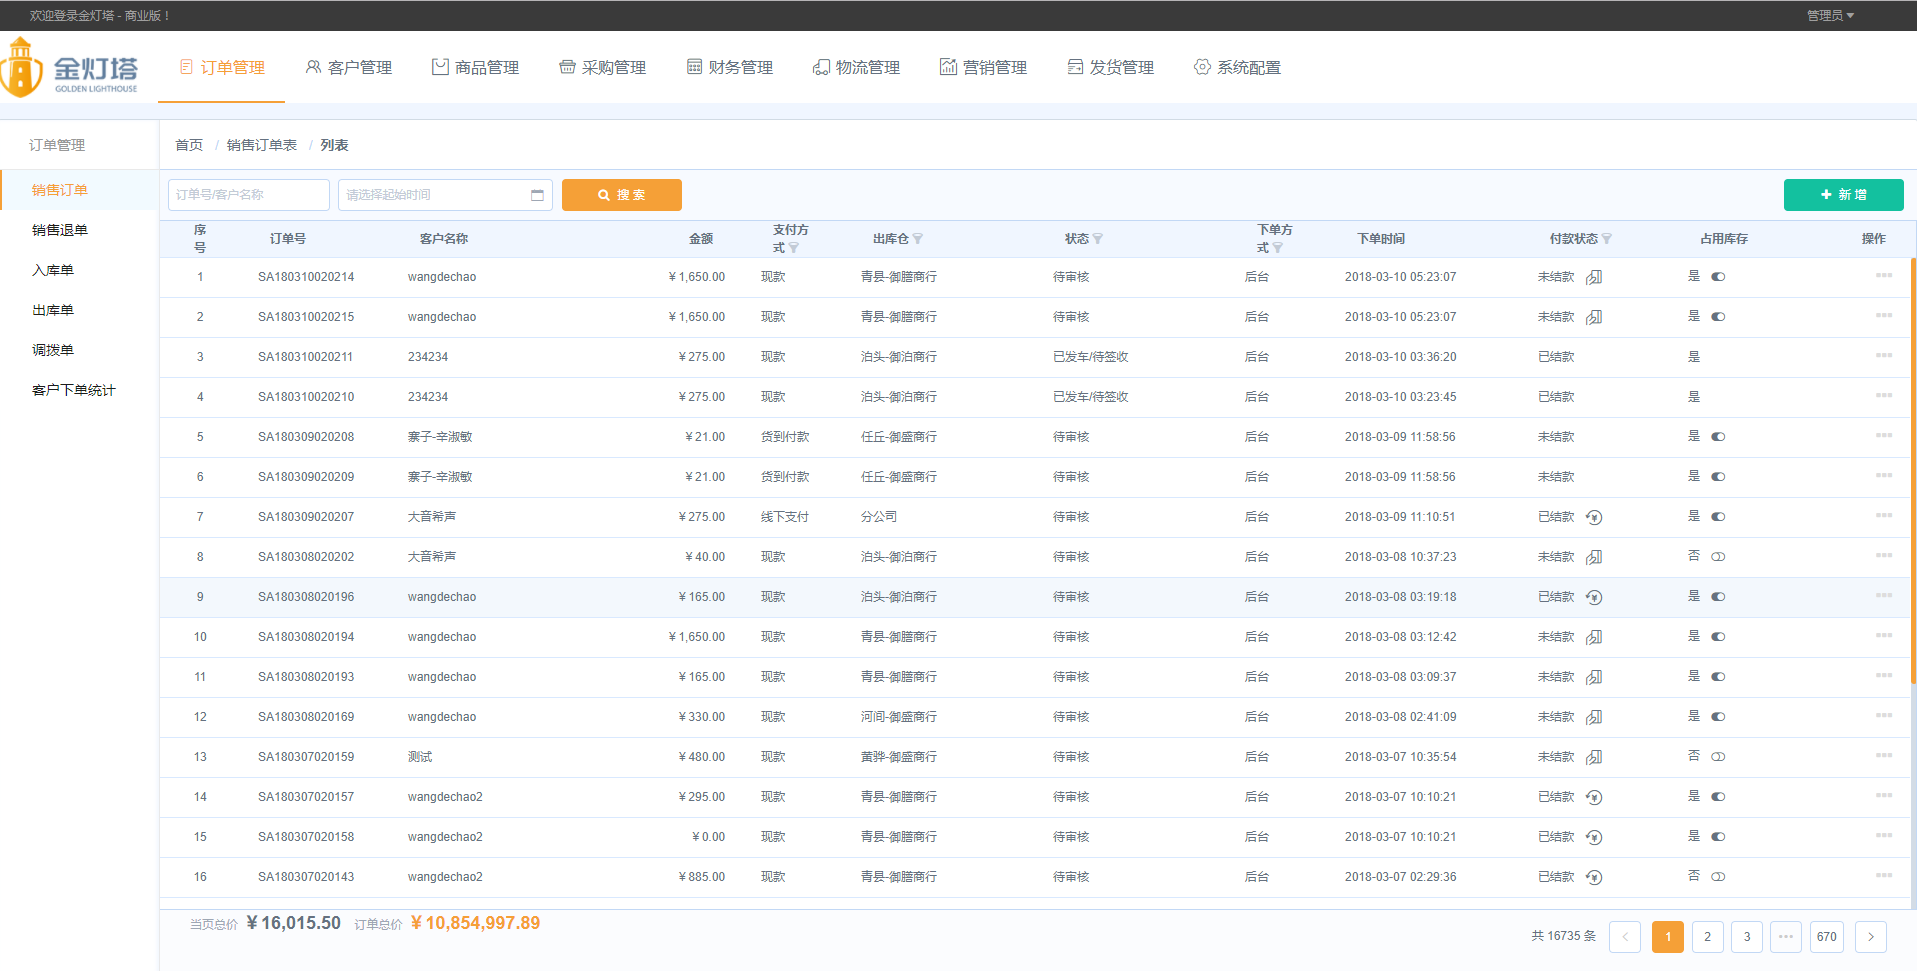 欢迎登录金灯塔 - 商业版！
管理员
金灯塔
GOLDEN LIGHTHOUSE
订单管理 客户管理 商品管理 采购管理 财务管理 物流管理 营销管理 发货管理 系统配置
订单管理
首页 / 销售订单表 / 列表
销售订单
销售退单
入库单
出库单
调拨单
客户下单统计
订单号/客户名称 请选择起始时间 搜 索 新 增
序号 订单号 客户名称 金额 支付方式 出库仓 状态 下单方式 下单时间 付款状态 占用库存 操作
1 SA180310020214 wangdechao ¥ 1,650.00 现款 青县-御膳商行 待审核 后台 2018-03-10 05:23:07 未结款 是
2 SA180310020215 wangdechao ¥ 1,650.00 现款 青县-御膳商行 待审核 后台 2018-03-10 05:23:07 未结款 是
3 SA180310020211 234234 ¥ 275.00 现款 泊头-御泊商行 已发车/待签收 后台 2018-03-10 03:36:20 已结款 是
4 SA180310020210 234234 ¥ 275.00 现款 泊头-御泊商行 已发车/待签收 后台 2018-03-10 03:23:45 已结款 是
5 SA180309020208 寨子-辛淑敏 ¥ 21.00 货到付款 任丘-御盛商行 待审核 后台 2018-03-09 11:58:56 未结款 是
6 SA180309020209 寨子-辛淑敏 ¥ 21.00 货到付款 任丘-御盛商行 待审核 后台 2018-03-09 11:58:56 未结款 是
7 SA180309020207 大音希声 ¥ 275.00 线下支付 分公司 待审核 后台 2018-03-09 11:10:51 已结款 是
8 SA180308020202 大音希声 ¥ 40.00 现款 泊头-御泊商行 待审核 后台 2018-03-08 10:37:23 未结款 否
9 SA180308020196 wangdechao ¥ 165.00 现款 泊头-御泊商行 待审核 后台 2018-03-08 03:19:18 已结款 是
10 SA180308020194 wangdechao ¥ 1,650.00 现款 青县-御膳商行 待审核 后台 2018-03-08 03:12:42 未结款 是
11 SA180308020193 wangdechao ¥ 165.00 现款 青县-御膳商行 待审核 后台 2018-03-08 03:09:37 未结款 是
12 SA180308020169 wangdechao ¥ 330.00 现款 河间-御盛商行 待审核 后台 2018-03-08 02:41:09 未结款 是
13 SA180307020159 测试 ¥ 480.00 现款 黄骅-御盛商行 待审核 后台 2018-03-07 10:35:54 未结款 否
14 SA180307020157 wangdechao2 ¥ 295.00 现款 青县-御膳商行 待审核 后台 2018-03-07 10:10:21 已结款 是
15 SA180307020158 wangdechao2 ¥ 0.00 现款 青县-御膳商行 待审核 后台 2018-03-07 10:10:21 已结款 是
16 SA180307020143 wangdechao2 ¥ 885.00 现款 青县-御膳商行 待审核 后台 2018-03-07 02:29:36 已结款 否
当页总价 ¥ 16,015.50 订单总价 ¥ 10,854,997.89
共 16735 条 < 1 2 3 ••• 670 >